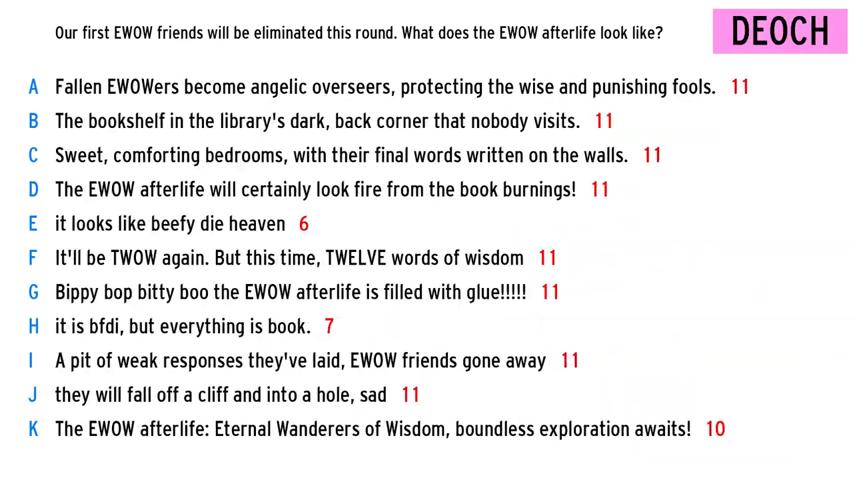 Our first EWOW friends will be eliminated this round. What does the EWOW afterlife look like?
DEOCH
A Fallen EWOWers become angelic overseers, protecting the wise and punishing fools. 11
B The bookshelf in the library's dark, back corner that nobody visits. 11
C Sweet, comforting bedrooms, with their final words written on the walls. 11
D The EWOW afterlife will certainly look fire from the book burnings! 11
E it looks like beefy die heaven 6
F It'll be TWOW again. But this time, TWELVE words of wisdom 11
G Bippy bop bitty boo the EWOW afterlife is filled with glue!!!!! 11
H it is bfdi, but everything is book. 7
I A pit of weak responses they've laid, EWOW friends gone away 11
J they will fall off a cliff and into a hole, sad 11
K The EWOW afterlife: Eternal Wanderers of Wisdom, boundless exploration awaits! 10